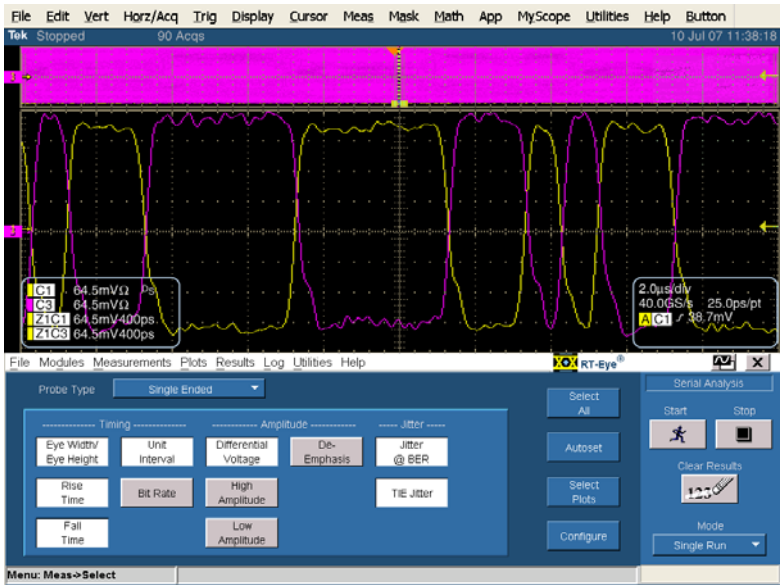 File Edit Vert Horz/Acq Trig Display Cursor Meas Mask Math App MyScope Utilities Help Button
Tek Stopped 90 Acqs 10 Jul 07 11:38:18
C1 64.5mVΩ
C3 64.5mVΩ
Z1C1 64.5mV400ps
Z1C3 64.5mV400ps
2.0µs/div
40.0GS/s 25.0ps/pt
A C1 38.7mV
File Modules Measurements Plots Results Log Utilities Help RT-Eye® X
Probe Type Single Ended
Timing Amplitude Jitter
Eye Width/
Eye Height
Unit
Interval
Differential
Voltage
De-
Emphasis
Jitter
@ BER
Rise
Time
Bit Rate
High
Amplitude
TIE Jitter
Fall
Time
Low
Amplitude
Select
All
Autoset
Select
Plots
Configure
Serial Analysis
Start Stop
Clear Results
123
Mode
Single Run
Menu: Meas->Select